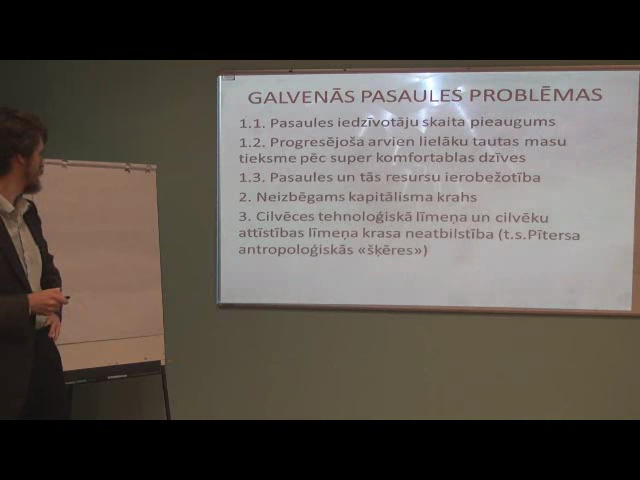 GALVENĀS PASAULES PROBLĒMAS
1.1. Pasaules iedzīvotāju skaita pieaugums
1.2. Progresējoša arvien lielāku tautas masu
tieksme pēc super komfortablas dzīves
1.3. Pasaules un tās resursu ierobežotība
2. Neizbēgams kapitālisma krahs
3. Cilvēces tehnoloģiskā līmeņa un cilvēku
attīstības līmeņa krasa neatbilstība (t.s.Pītersa
antropoloģiskās «šķēres»)